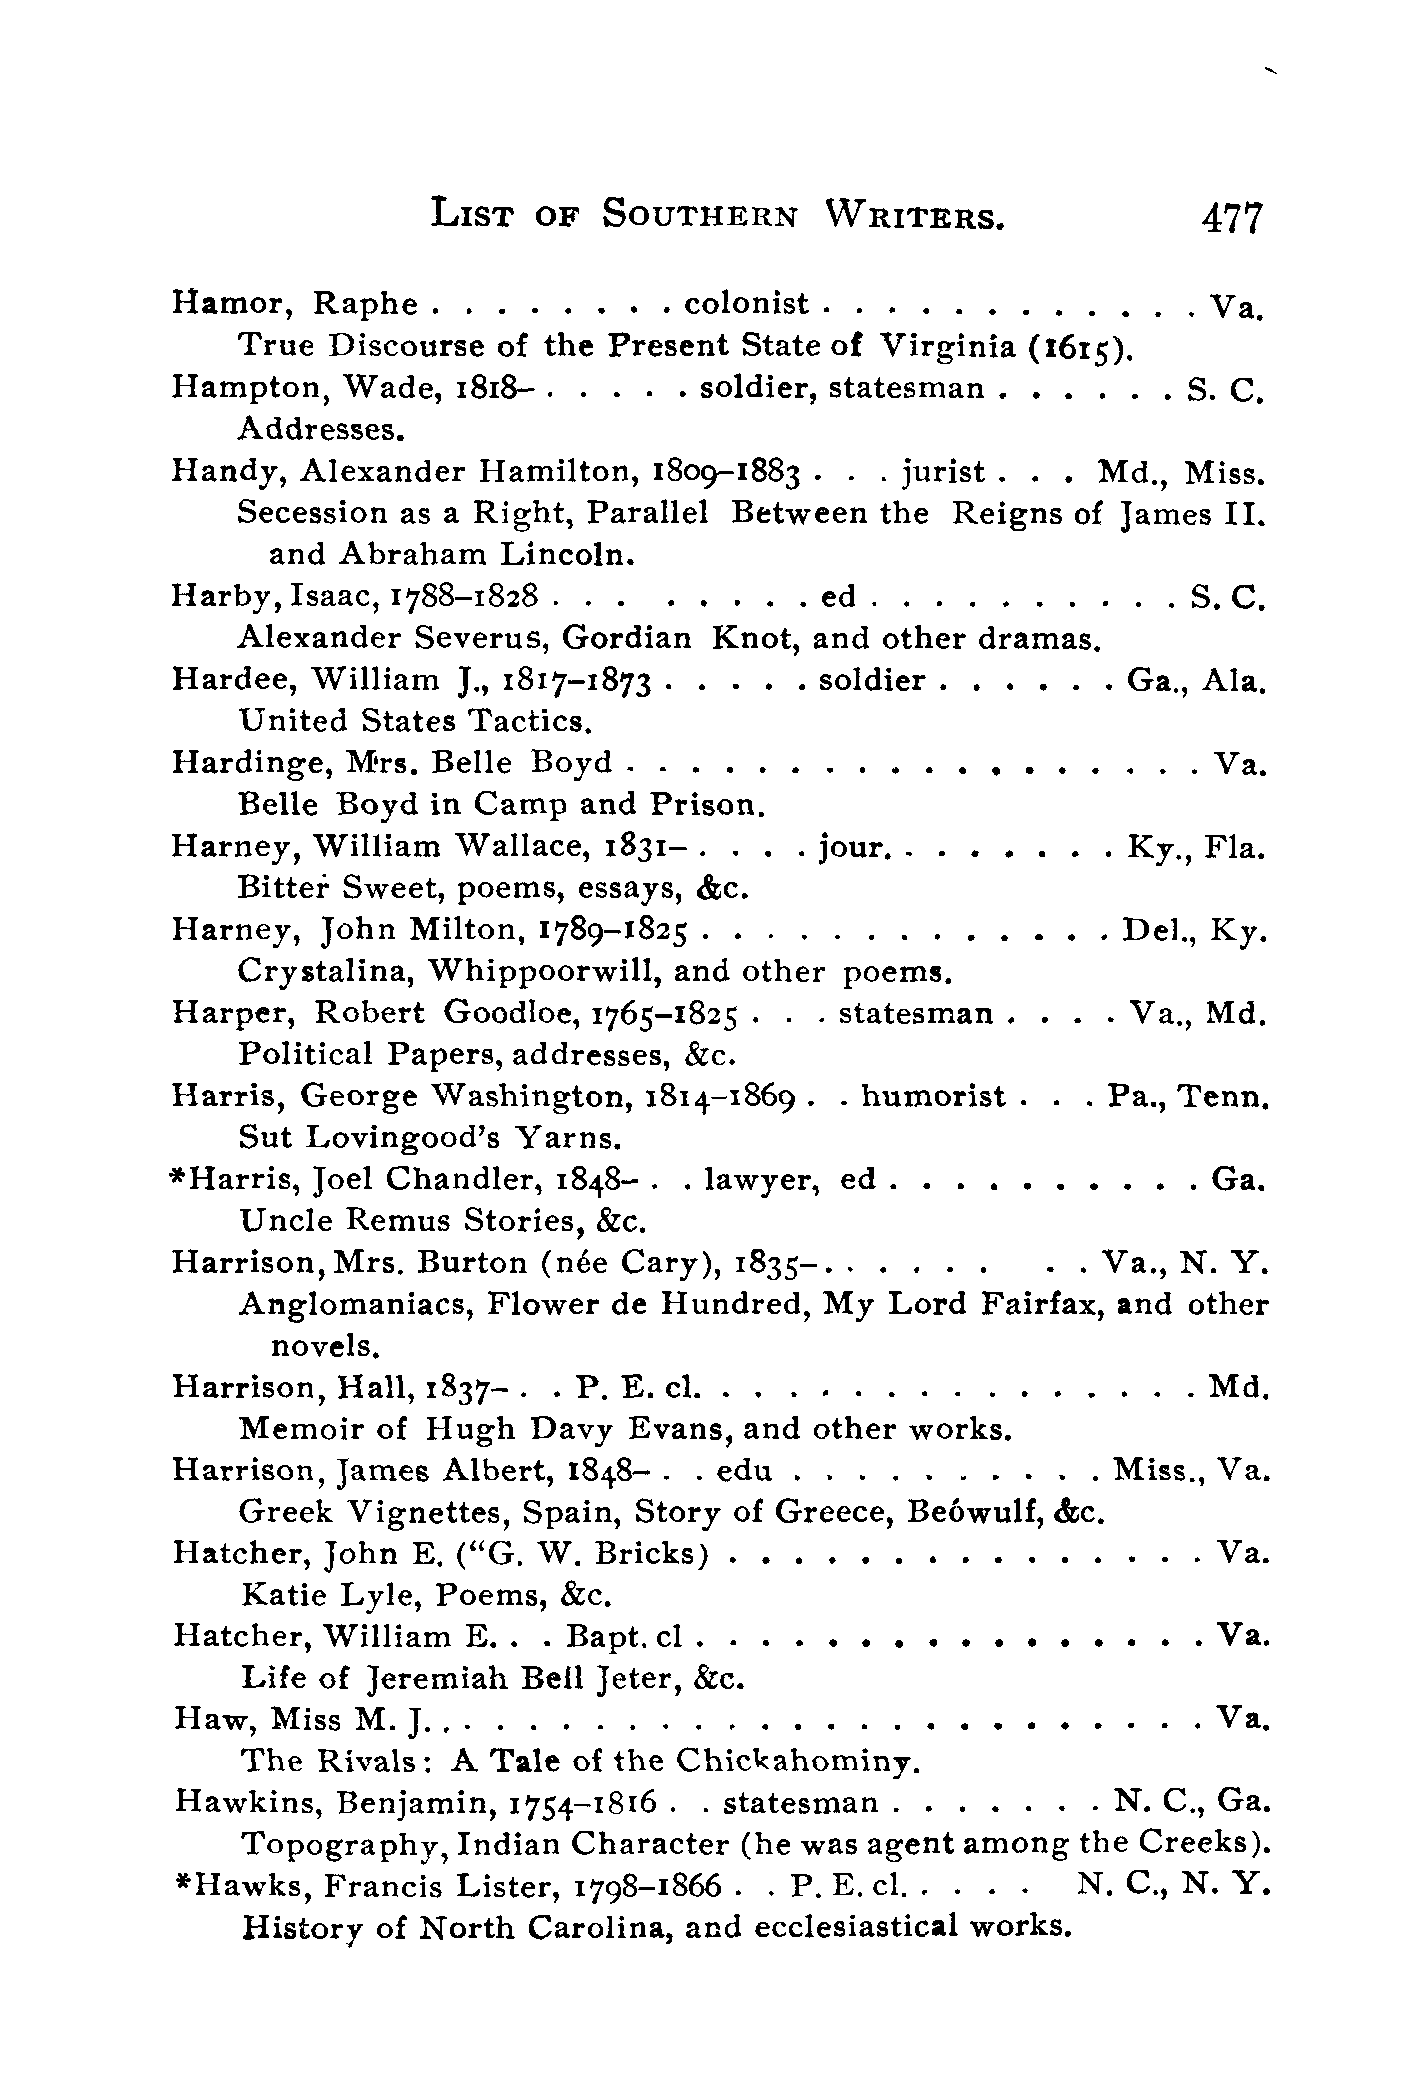 List of Southern Writers. 477
Hamor, Raphe . . . . . . . . colonist . . . . . . . . . . . . Va.
True Discourse of the Present State of Virginia (1615).
Hampton, Wade, 1818– . . . . . soldier, statesman . . . . . . S. C.
Addresses.
Handy, Alexander Hamilton, 1809–1883 . . . jurist . . . Md., Miss.
Secession as a Right, Parallel Between the Reigns of James II.
and Abraham Lincoln.
Harby, Isaac, 1788–1828 . . . . . . . . ed . . . . . . . . . . S. C.
Alexander Severus, Gordian Knot, and other dramas.
Hardee, William J., 1817–1873 . . . . . soldier . . . . . . Ga., Ala.
United States Tactics.
Hardinge, Mrs. Belle Boyd . . . . . . . . . . . . . . . . . . Va.
Belle Boyd in Camp and Prison.
Harney, William Wallace, 1831– . . . . jour. . . . . . . . Ky., Fla.
Bitter Sweet, poems, essays, &c.
Harney, John Milton, 1789–1825 . . . . . . . . . . . . . Del., Ky.
Crystalina, Whippoorwill, and other poems.
Harper, Robert Goodloe, 1765–1825 . . . statesman . . . . Va., Md.
Political Papers, addresses, &c.
Harris, George Washington, 1814–1869 . . humorist . . . Pa., Tenn.
Sut Lovingood's Yarns.
*Harris, Joel Chandler, 1848– . . lawyer, ed . . . . . . . . . . Ga.
Uncle Remus Stories, &c.
Harrison, Mrs. Burton (née Cary), 1835– . . . . . . . . Va., N. Y.
Anglomaniacs, Flower de Hundred, My Lord Fairfax, and other
novels.
Harrison, Hall, 1837– . . P. E. cl. . . . . . . . . . . . . . . . Md.
Memoir of Hugh Davy Evans, and other works.
Harrison, James Albert, 1848– . . edu . . . . . . . . . . Miss., Va.
Greek Vignettes, Spain, Story of Greece, Beówulf, &c.
Hatcher, John E. ("G. W. Bricks) . . . . . . . . . . . . . . . Va.
Katie Lyle, Poems, &c.
Hatcher, William E. . . . Bapt. cl . . . . . . . . . . . . . . . . Va.
Life of Jeremiah Bell Jeter, &c.
Haw, Miss M. J. . . . . . . . . . . . . . . . . . . . . . . . . Va.
The Rivals: A Tale of the Chickahominy.
Hawkins, Benjamin, 1754–1816 . . statesman . . . . . . . N. C., Ga.
Topography, Indian Character (he was agent among the Creeks).
*Hawks, Francis Lister, 1798–1866 . . P. E. cl. . . . . N. C., N. Y.
History of North Carolina, and ecclesiastical works.